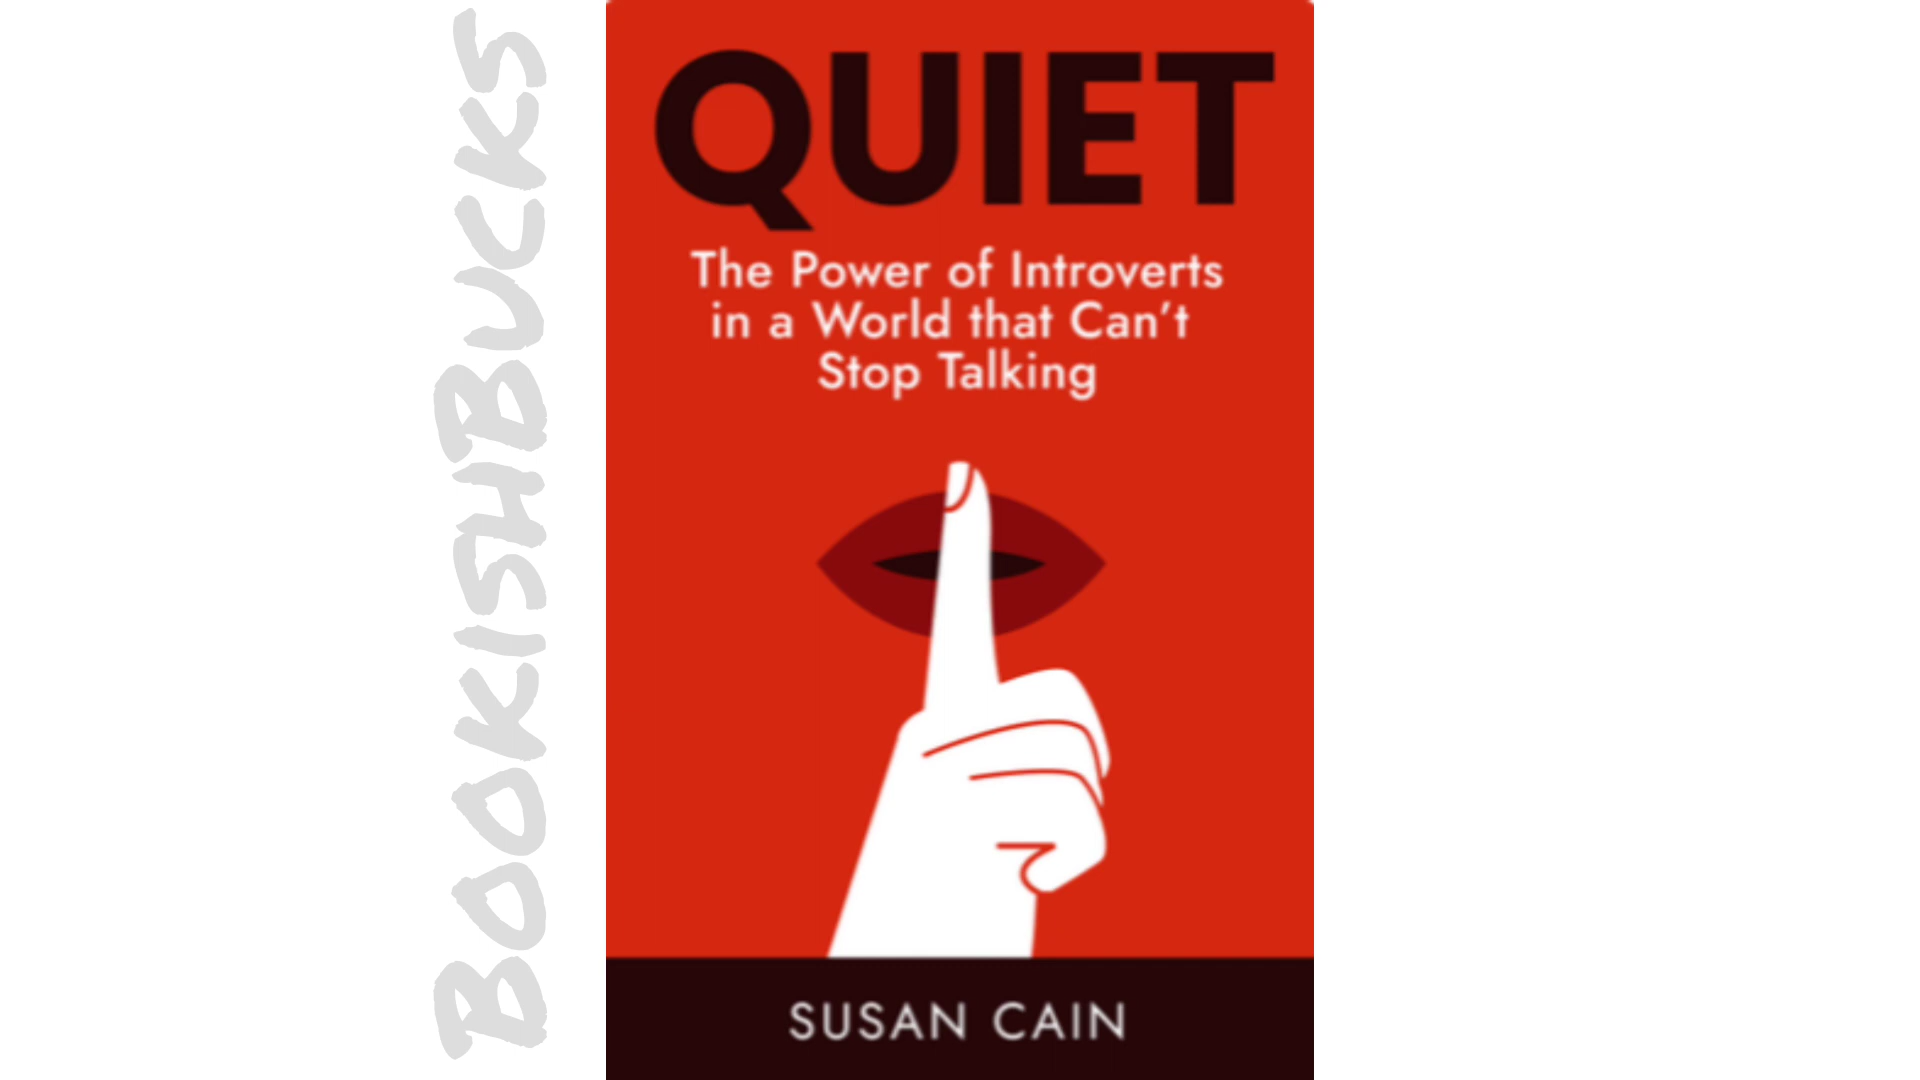 BOOKISHBUCKS
QUIET
The Power of Introverts
in a World that Can't
Stop Talking
SUSAN CAIN